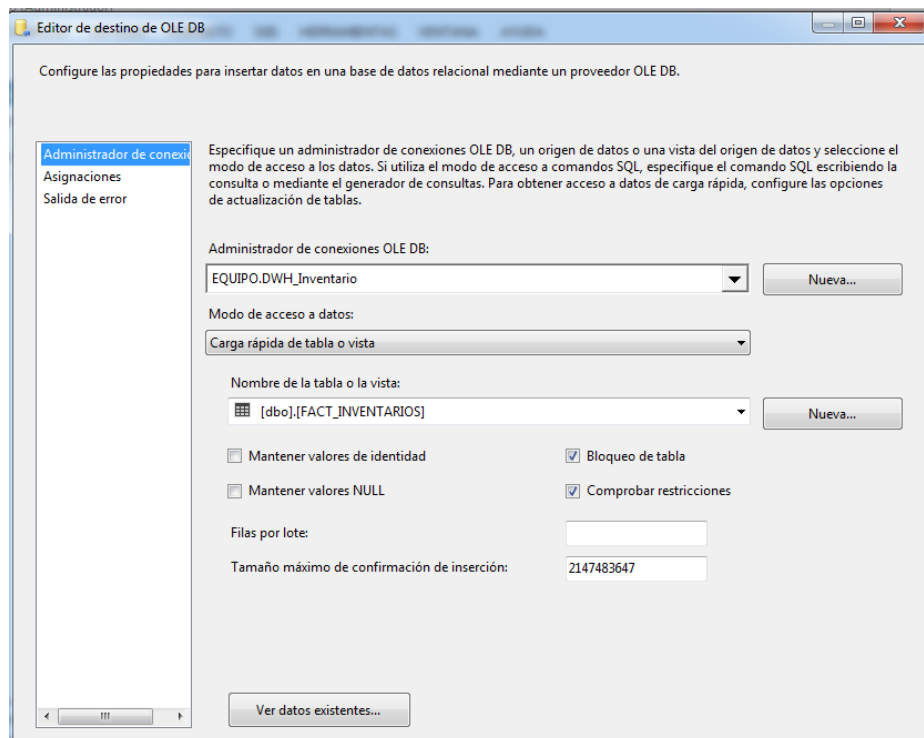 Editor de destino de OLE DB
HERRAMIENTAS VENTANA AYUDA
Configure las propiedades para insertar datos en una base de datos relacional mediante un proveedor OLE DB.
Administrador de conexi
Asignaciones
Salida de error
Especifique un administrador de conexiones OLE DB, un origen de datos o una vista del origen de datos y seleccione el
modo de acceso a los datos. Si utiliza el modo de acceso a comandos SQL, especifique el comando SQL escribiendo la
consulta o mediante el generador de consultas. Para obtener acceso a datos de carga rápida, configure las opciones
de actualización de tablas.
Administrador de conexiones OLE DB:
EQUIPO.DWH_Inventario
Nueva...
Modo de acceso a datos:
Carga rápida de tabla o vista
Nombre de la tabla o la vista:
[dbo].[FACT_INVENTARIOS]
Nueva...
Mantener valores de identidad
Bloqueo de tabla
Mantener valores NULL
Comprobar restricciones
Filas por lote:
Tamaño máximo de confirmación de inserción:
2147483647
Ver datos existentes...